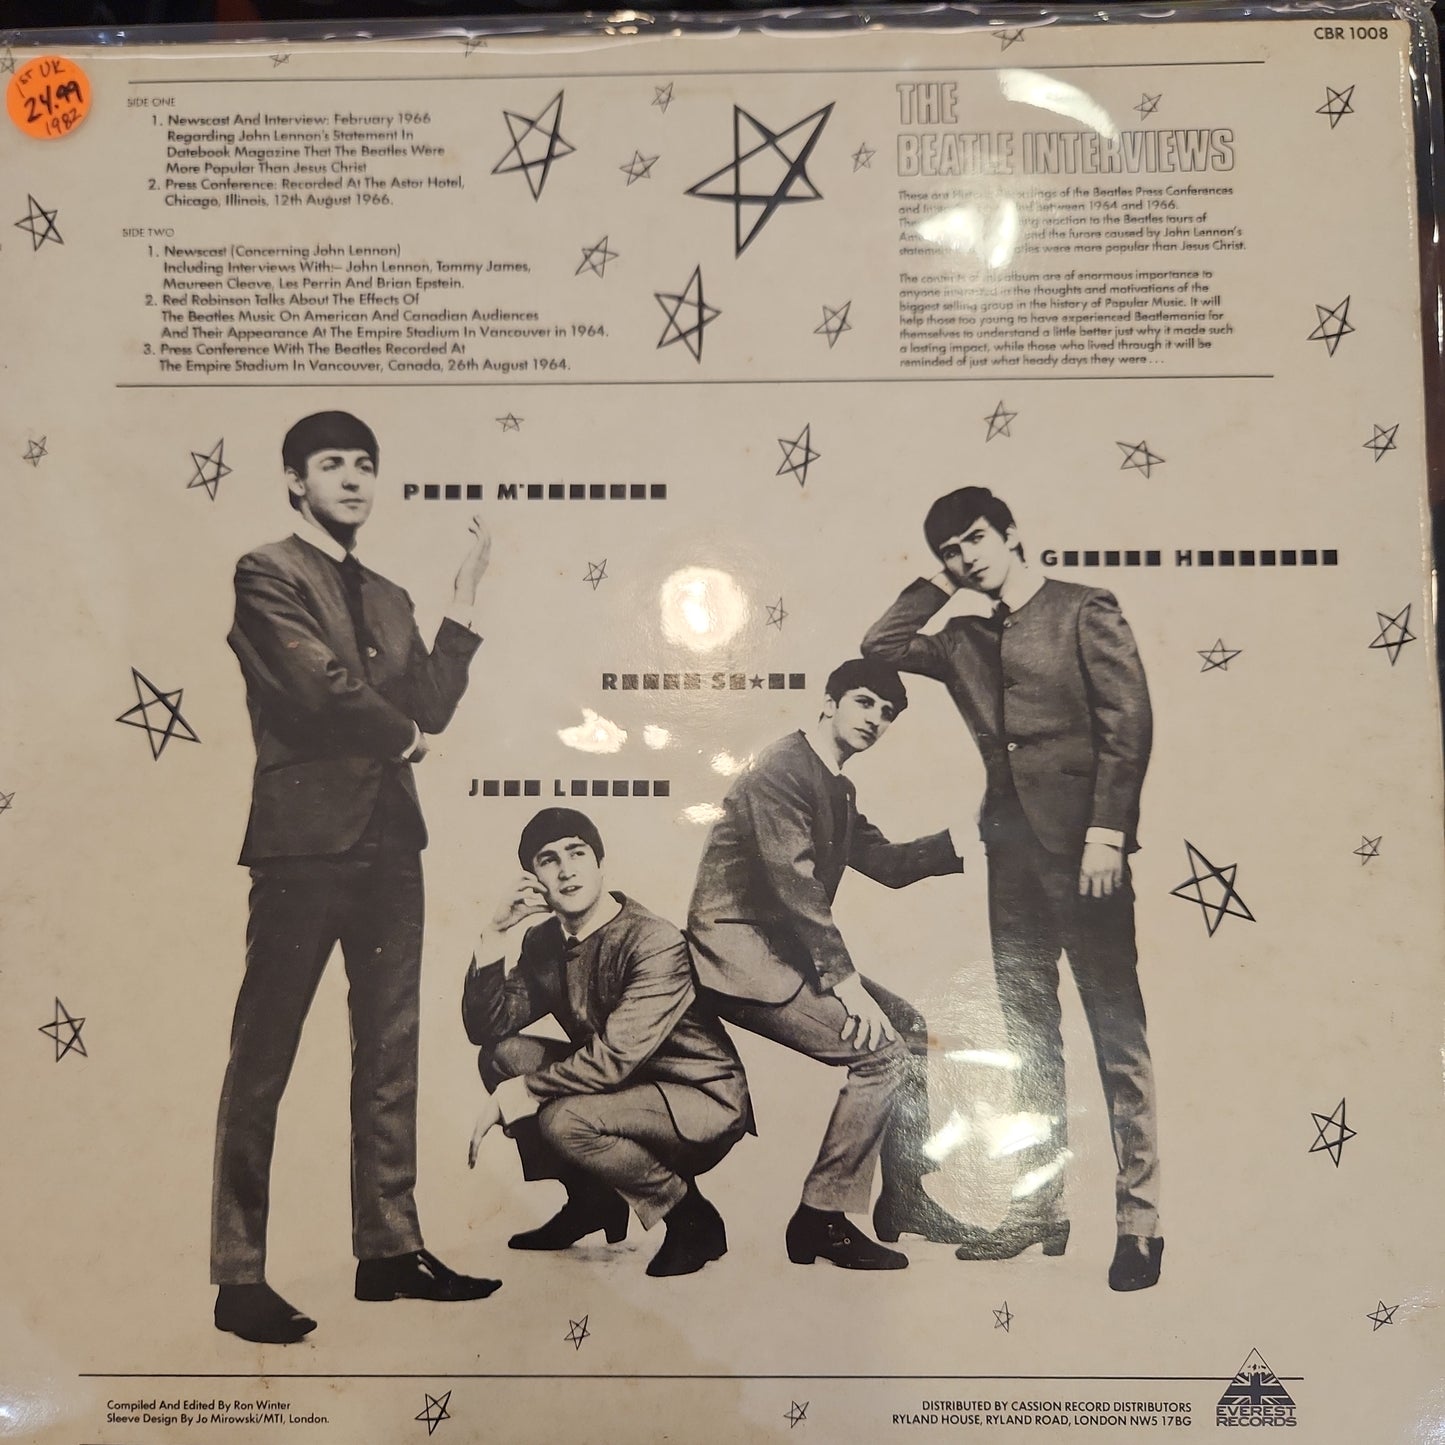 1ST UK
24.99
1982
CBR 1008
SIDE ONE
1. Newscast And Interview: February 1966
Regarding John Lennon's Statement In
Datebook Magazine That The Beatles Were
More Popular Than Jesus Christ
2. Press Conference: Recorded At The Astor Hotel,
Chicago, Illinois, 12th August 1966.
SIDE TWO
1. Newscast (Concerning John Lennon)
Including Interviews With:– John Lennon, Tommy James,
Maureen Cleave, Les Perrin And Brian Epstein.
2. Red Robinson Talks About The Effects Of
The Beatles Music On American And Canadian Audiences
And Their Appearance At The Empire Stadium In Vancouver in 1964.
3. Press Conference With The Beatles Recorded At
The Empire Stadium In Vancouver, Canada, 26th August 1964.
THE
BEATLE INTERVIEWS
These are of the Beatles Press Conferences
and between 1964 and 1966.
reaction to the Beatles tours of
and the furore caused by John Lennon's
were more popular than Jesus Christ.
The contents of this album are of enormous importance to
anyone interested in the thoughts and motivations of the
biggest selling group in the history of Popular Music. It will
help those too young to have experienced Beatlemania for
themselves to understand a little better just why it made such
a lasting impact, while those who lived through it will be
reminded of just what heady days they were...
P■■■ M'■■■■■■■
G■■■■■ H■■■■■■■
R■■■■ S■★■■
J■■■ L■■■■■
Compiled And Edited By Ron Winter
Sleeve Design By Jo Mirowski/MTI, London.
DISTRIBUTED BY CASSION RECORD DISTRIBUTORS
RYLAND HOUSE, RYLAND ROAD, LONDON NW5 17BG
EVEREST
RECORDS